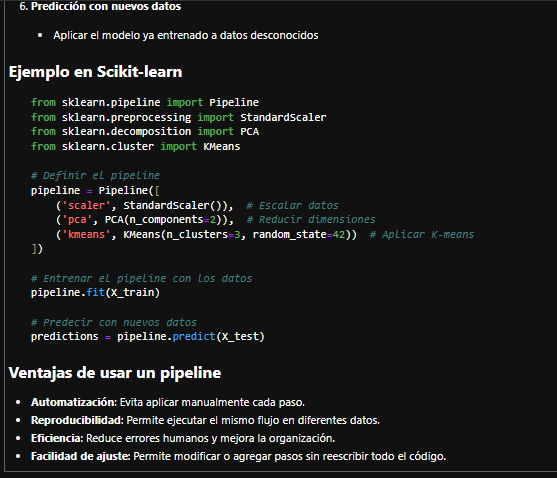 6. Predicción con nuevos datos
• Aplicar el modelo ya entrenado a datos desconocidos
Ejemplo en Scikit-learn
from sklearn.pipeline import Pipeline
from sklearn.preprocessing import StandardScaler
from sklearn.decomposition import PCA
from sklearn.cluster import KMeans
# Definir el pipeline
pipeline = Pipeline([
    ('scaler', StandardScaler()),  # Escalar datos
    ('pca', PCA(n_components=2)),  # Reducir dimensiones
    ('kmeans', KMeans(n_clusters=3, random_state=42))  # Aplicar K-means
])
# Entrenar el pipeline con los datos
pipeline.fit(X_train)
# Predecir con nuevos datos
predictions = pipeline.predict(X_test)
Ventajas de usar un pipeline
• Automatización: Evita aplicar manualmente cada paso.
• Reproducibilidad: Permite ejecutar el mismo flujo en diferentes datos.
• Eficiencia: Reduce errores humanos y mejora la organización.
• Facilidad de ajuste: Permite modificar o agregar pasos sin reescribir todo el código.